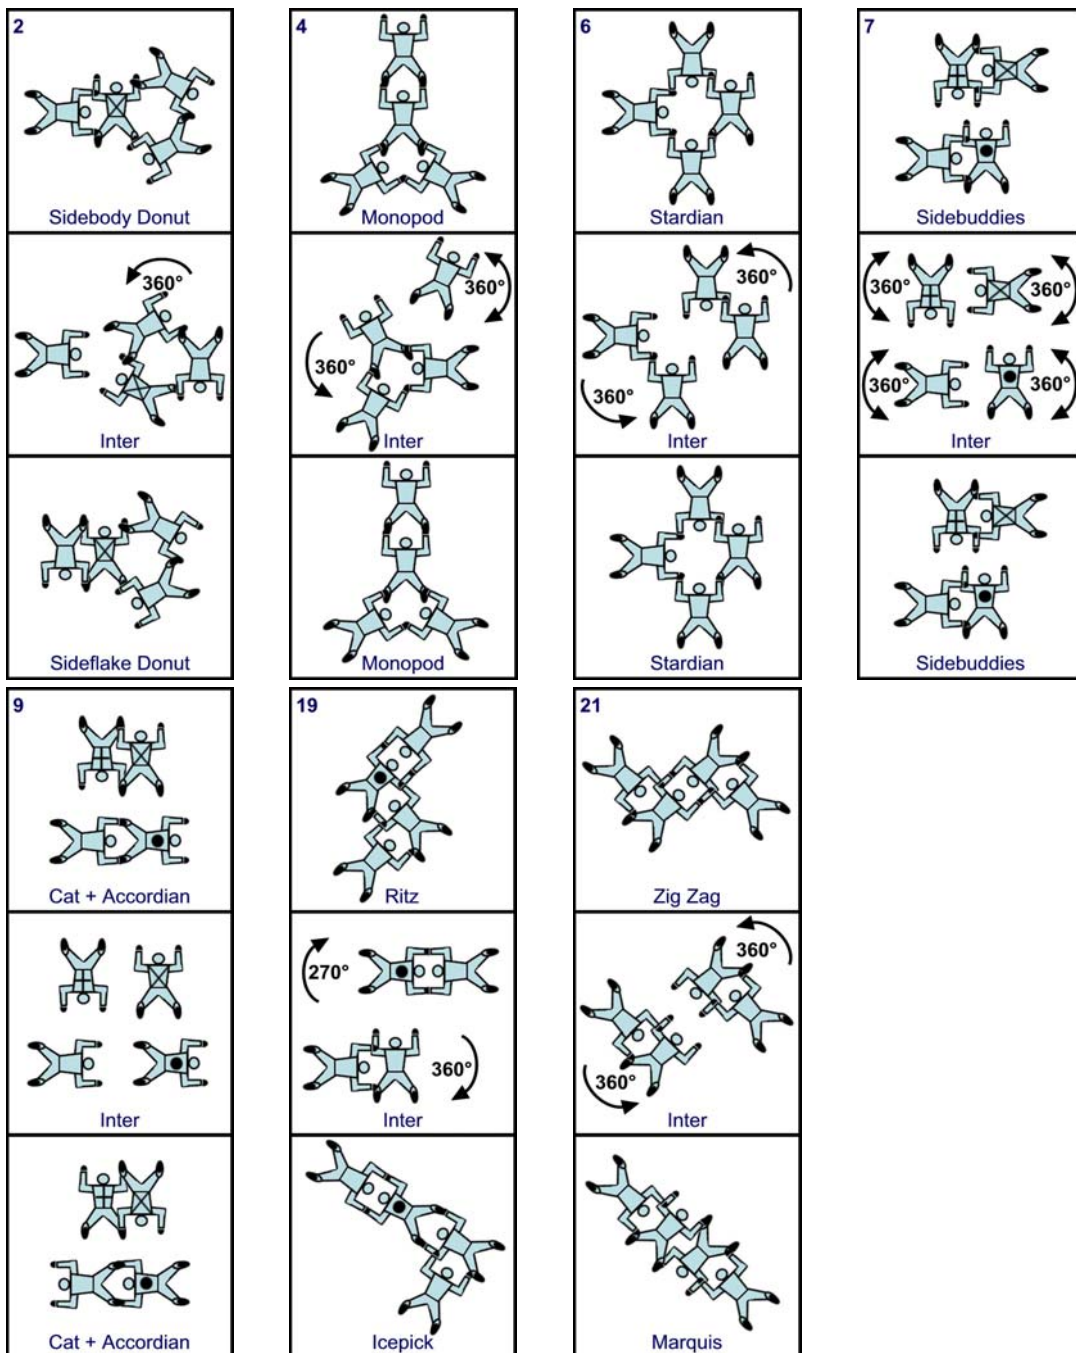 2
Sidebody Donut
360°
Inter
Sideflake Donut
4
Monopod
360°
360°
Inter
Monopod
6
Stardian
360°
360°
Inter
Stardian
7
Sidebuddies
360°
360°
360°
360°
Inter
Sidebuddies
9
Cat + Accordian
Inter
Cat + Accordian
19
Ritz
270°
360°
Inter
Icepick
21
Zig Zag
360°
360°
Inter
Marquis